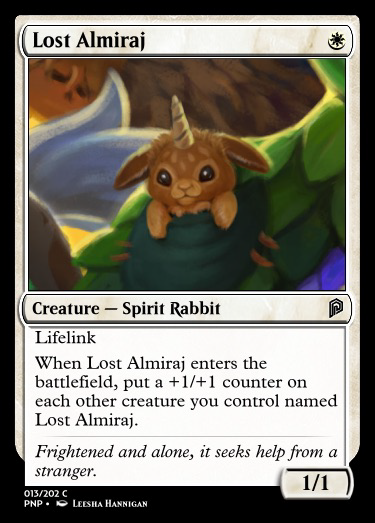 Lost Almiraj
Creature — Spirit Rabbit
Lifelink
When Lost Almiraj enters the
battlefield, put a +1/+1 counter on
each other creature you control named
Lost Almiraj.
Frightened and alone, it seeks help from a
stranger.
1/1
013/202 C
PNP • Leesha Hannigan